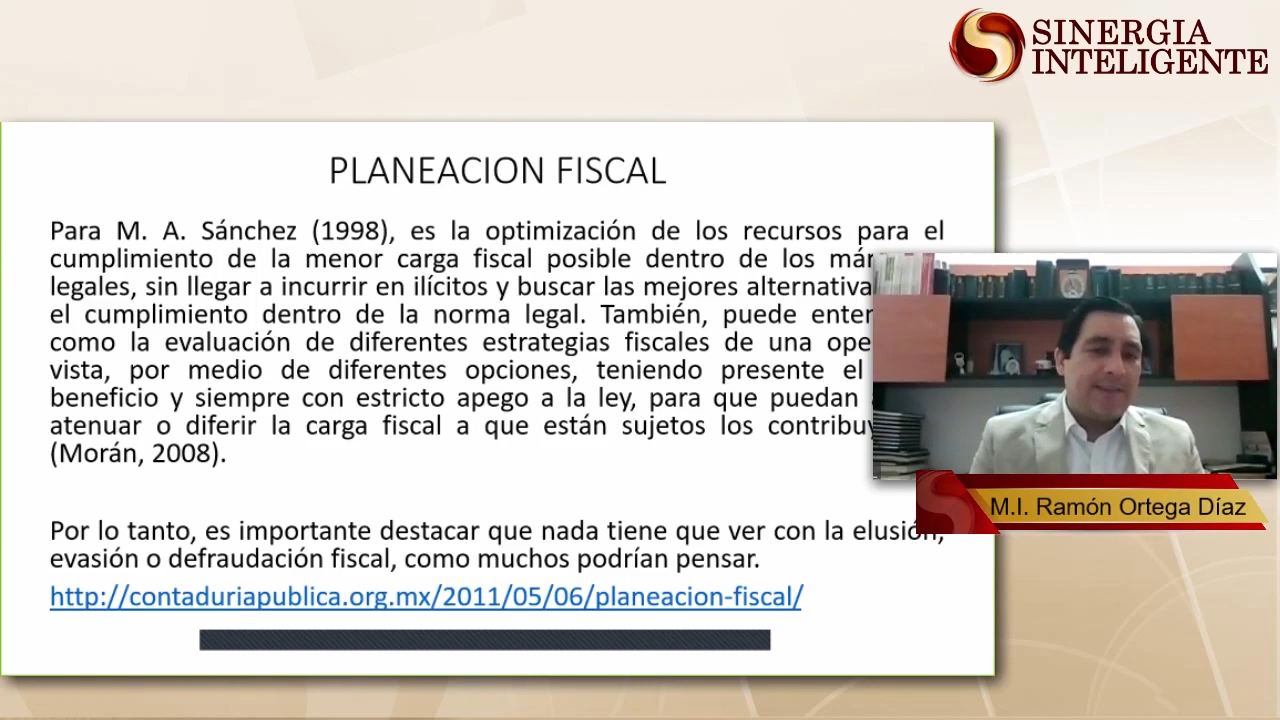 SINERGIA
INTELIGENTE
PLANEACION FISCAL
Para M. A. Sánchez (1998), es la optimización de los recursos para el
cumplimiento de la menor carga fiscal posible dentro de los
legales, sin llegar a incurrir en ilícitos y buscar las mejores
el cumplimiento dentro de la norma legal. También, puede
como la evaluación de diferentes estrategias fiscales de una
vista, por medio de diferentes opciones, teniendo presente el
beneficio y siempre con estricto apego a la ley, para que puedan
atenuar o diferir la carga fiscal a que están sujetos los
(Morán, 2008).
M.I. Ramón Ortega Díaz
Por lo tanto, es importante destacar que nada tiene que ver con la elusión,
evasión o defraudación fiscal, como muchos podrían pensar.
http://contaduriapublica.org.mx/2011/05/06/planeacion-fiscal/